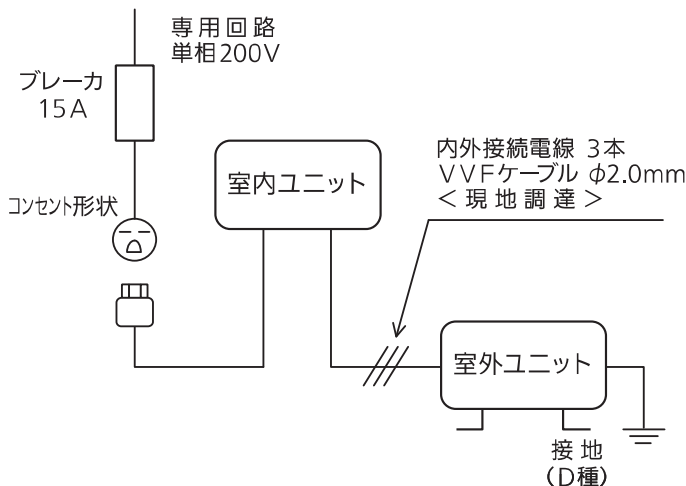 専用回路
単相200V
ブレーカ
15A
コンセント形状
室内ユニット
内外接続電線 3本
VVFケーブル φ2.0mm
<現地調達>
室外ユニット
接地
(D種)